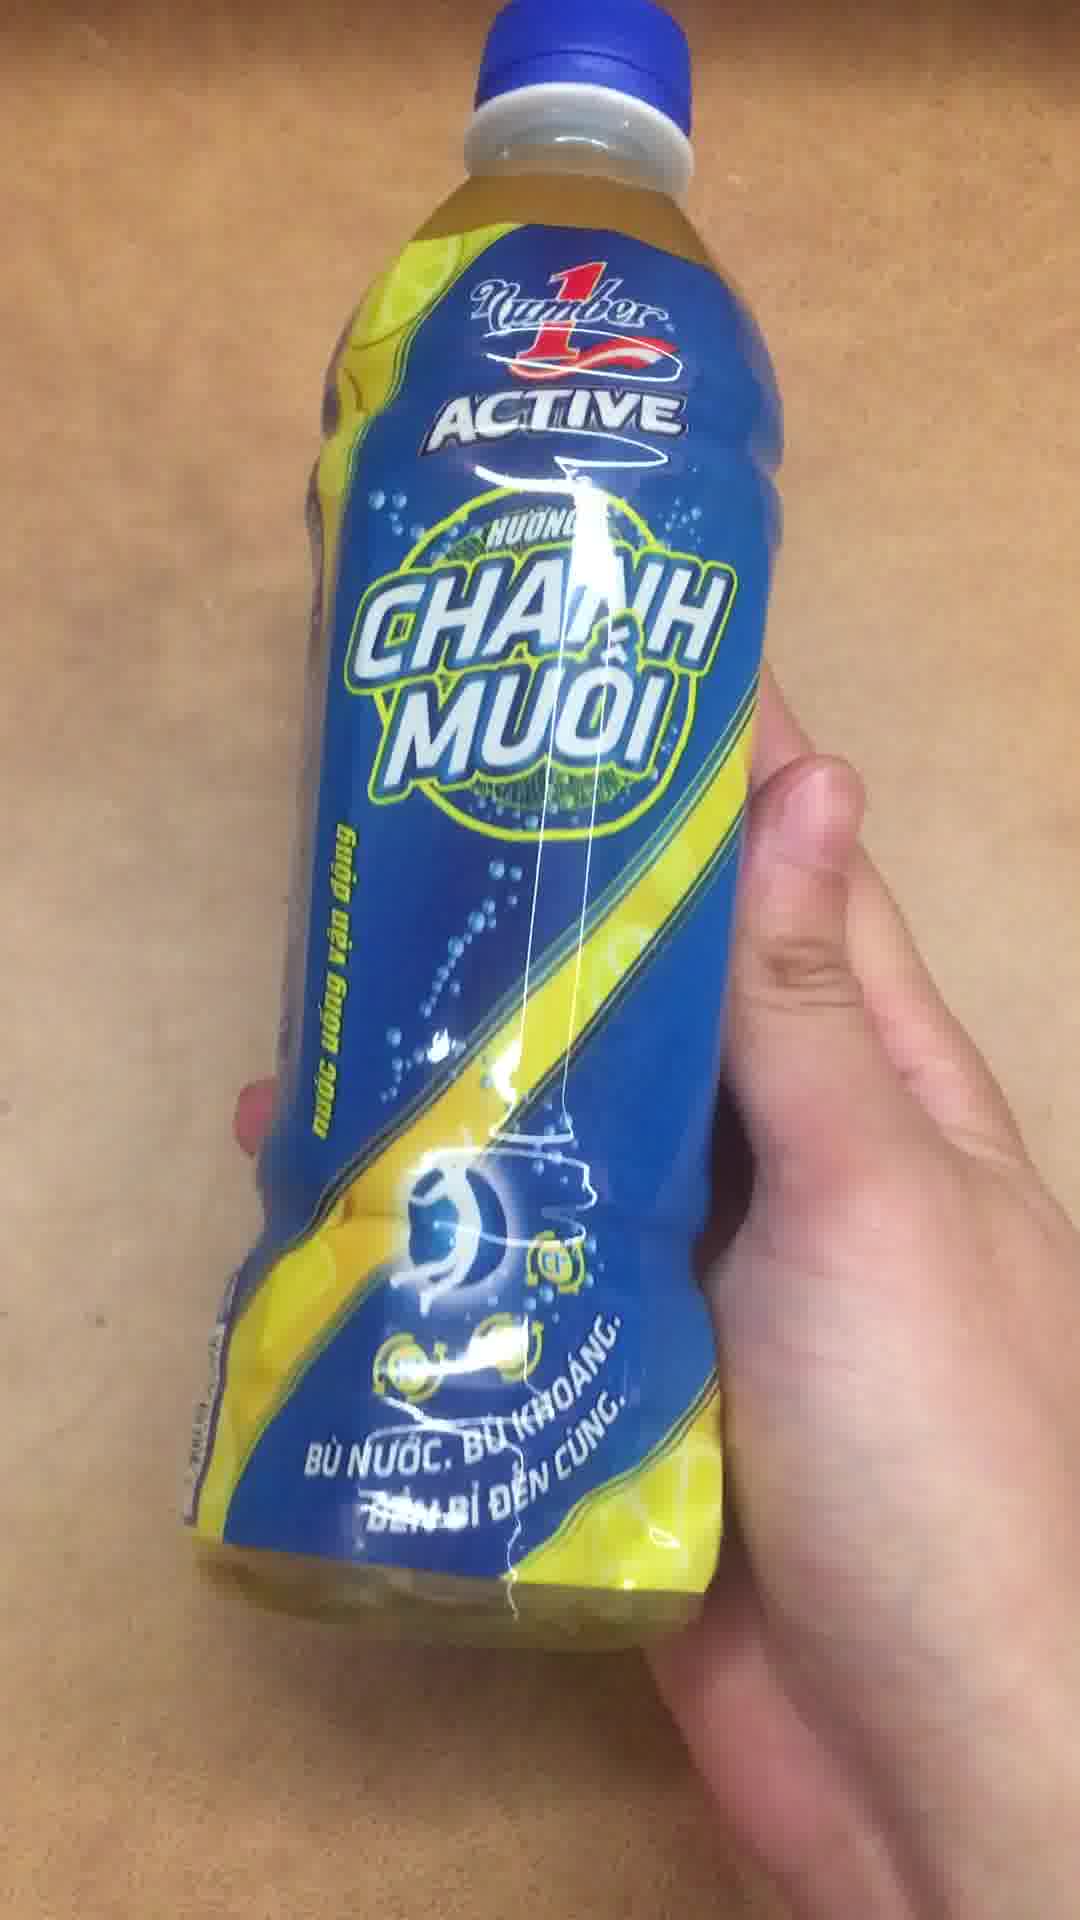 Number 1
ACTIVE
HƯƠNG
CHANH
MUỐI
nước uống vận động
BÙ NƯỚC. BÙ KHOÁNG.
BỀN BỈ ĐẾN CÙNG.